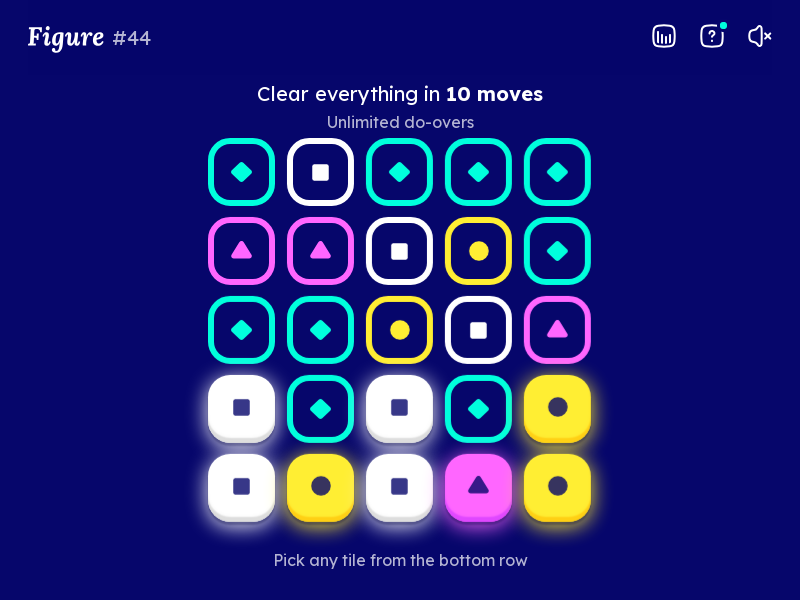 Figure #44
?
Clear everything in 10 moves
Unlimited do-overs
Pick any tile from the bottom row